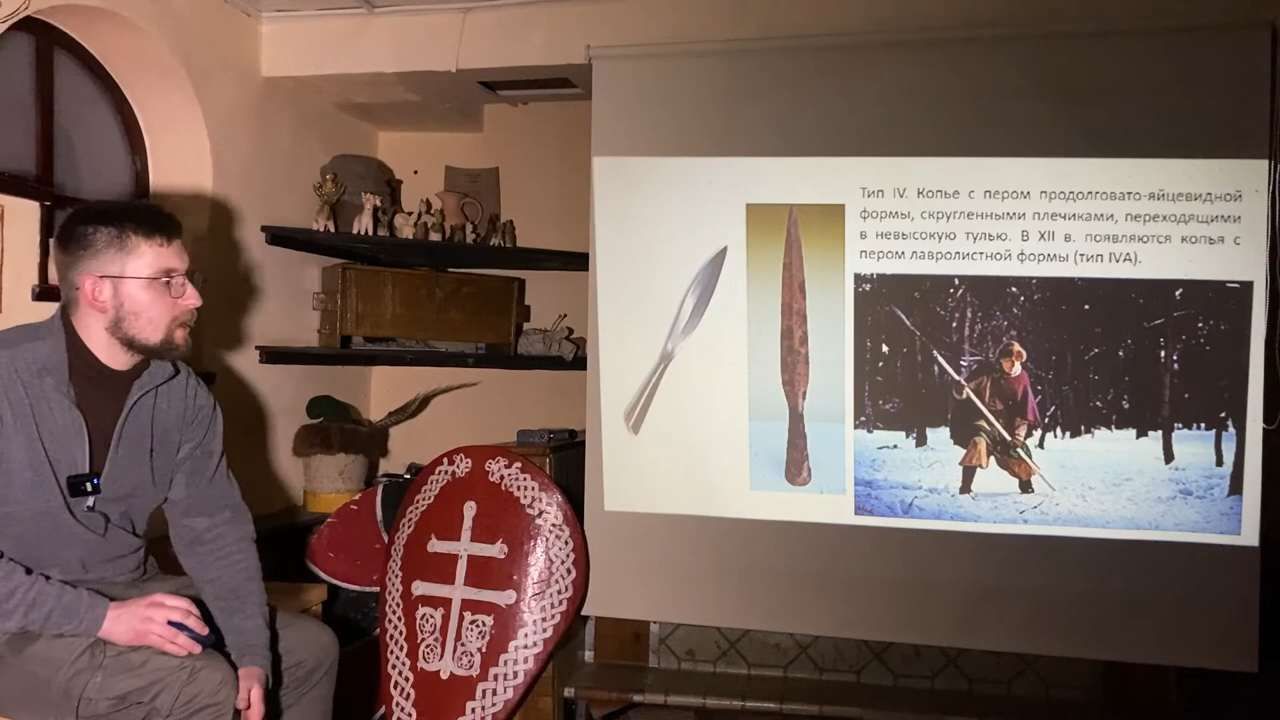 Тип IV. Копье с пером продолговато-яйцевидной
формы, скругленными плечиками, переходящими
в невысокую тулью. В XII в. появляются копья с
пером лавролистной формы (тип IVА).